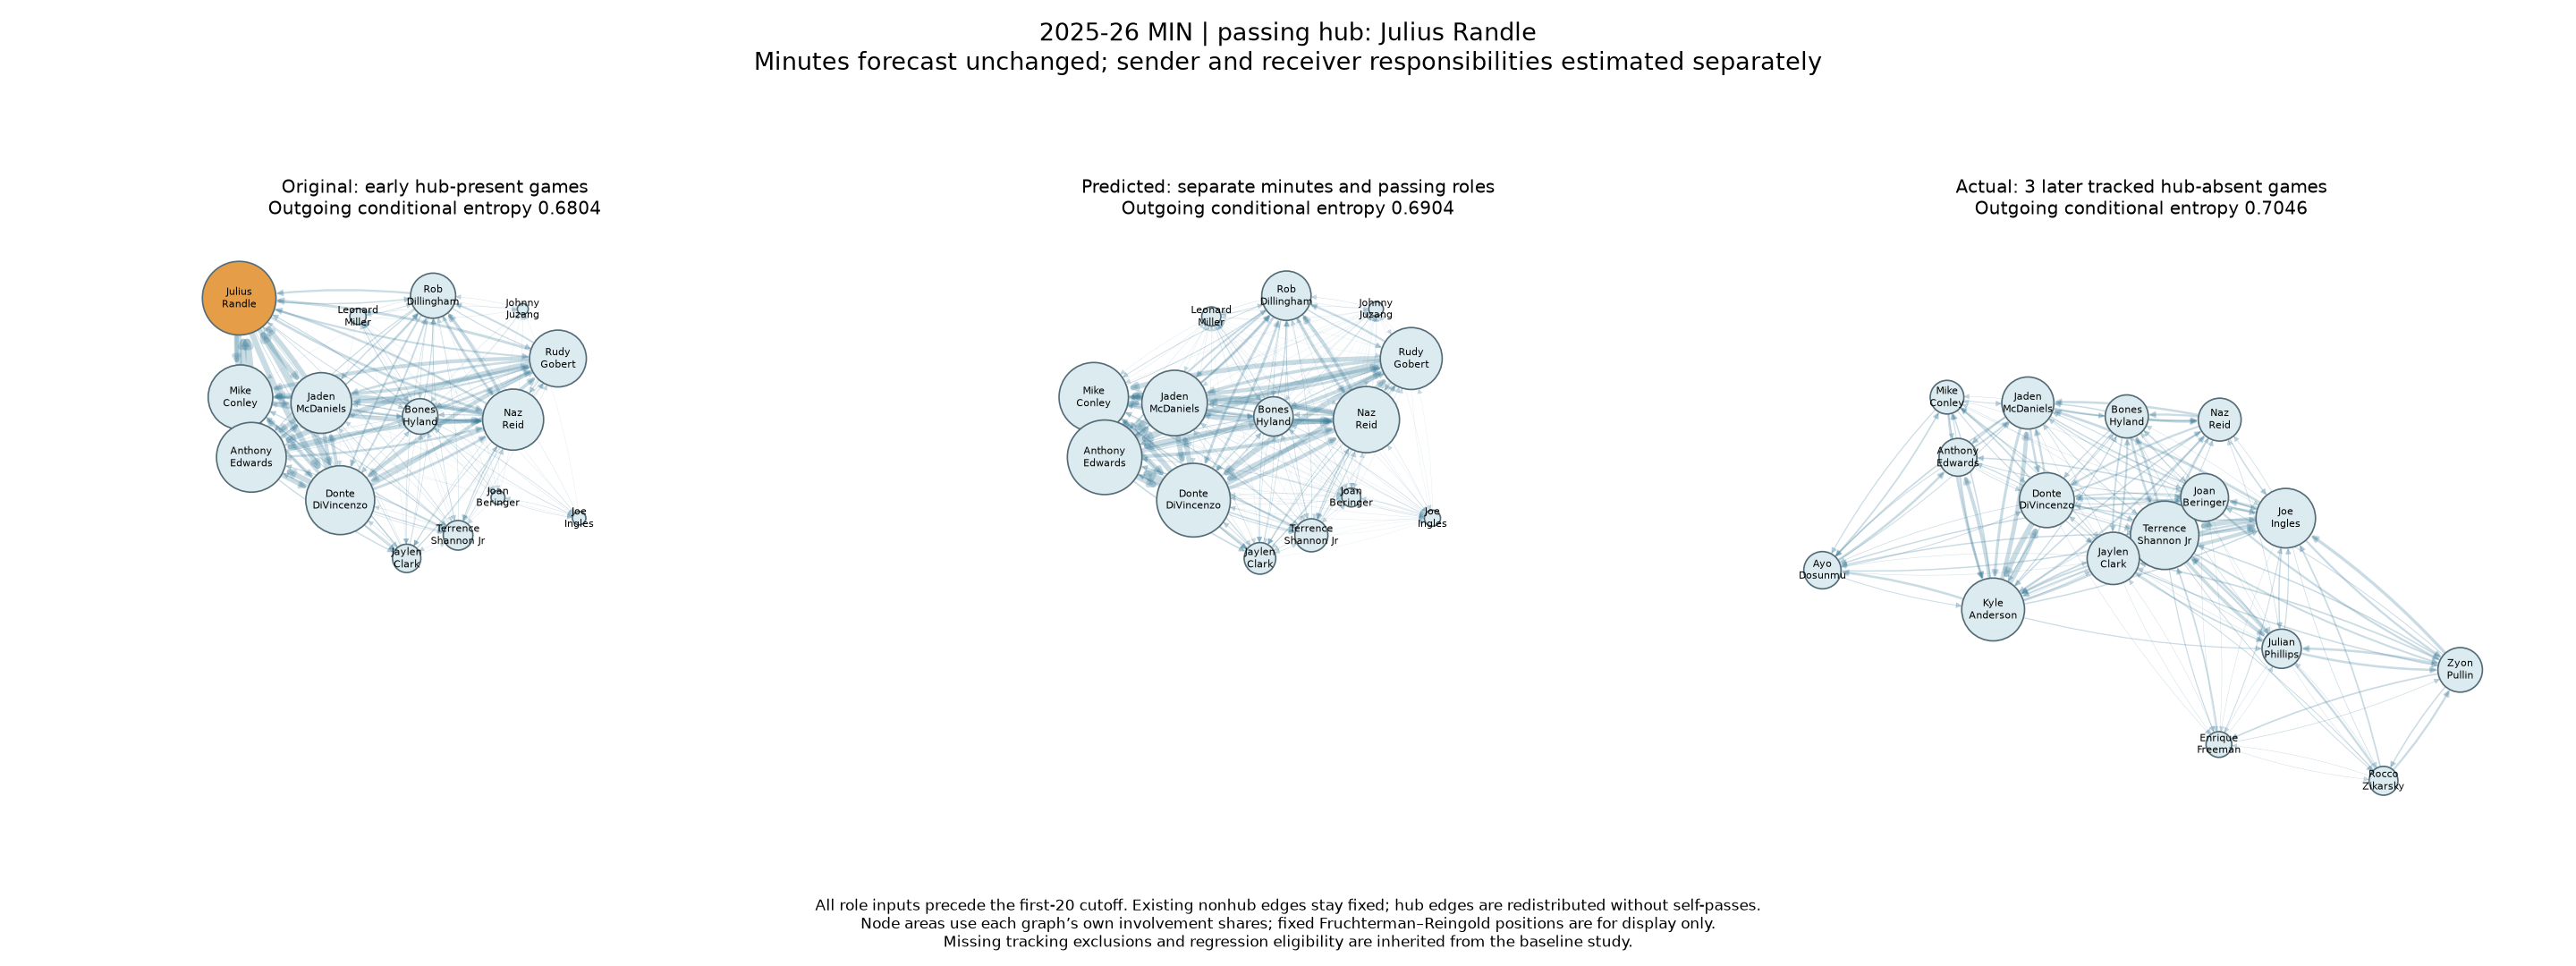 2025-26 MIN | passing hub: Julius Randle
Minutes forecast unchanged; sender and receiver responsibilities estimated separately
Original: early hub-present games
Outgoing conditional entropy 0.6804
Julius
Randle
Rob
Dillingham
Leonard
Miller
Johnny
Juzang
Rudy
Gobert
Mike
Conley
Jaden
McDaniels
Bones
Hyland
Naz
Reid
Anthony
Edwards
Donte
DiVincenzo
Joan
Beringer
Joe
Ingles
Terrence
Shannon Jr
Jaylen
Clark
Predicted: separate minutes and passing roles
Outgoing conditional entropy 0.6904
Rob
Dillingham
Leonard
Miller
Johnny
Juzang
Rudy
Gobert
Mike
Conley
Jaden
McDaniels
Bones
Hyland
Naz
Reid
Anthony
Edwards
Donte
DiVincenzo
Joan
Beringer
Joe
Ingles
Terrence
Shannon Jr
Jaylen
Clark
Actual: 3 later tracked hub-absent games
Outgoing conditional entropy 0.7046
Mike
Conley
Jaden
McDaniels
Bones
Hyland
Naz
Reid
Anthony
Edwards
Donte
DiVincenzo
Joan
Beringer
Joe
Ingles
Terrence
Shannon Jr
Jaylen
Clark
Ayo
Dosunmu
Kyle
Anderson
Julian
Phillips
Zyon
Pullin
Enrique
Freeman
Rocco
Zikarsky
All role inputs precede the first-20 cutoff. Existing nonhub edges stay fixed; hub edges are redistributed without self-passes.
Node areas use each graph’s own involvement shares; fixed Fruchterman–Reingold positions are for display only.
Missing tracking exclusions and regression eligibility are inherited from the baseline study.